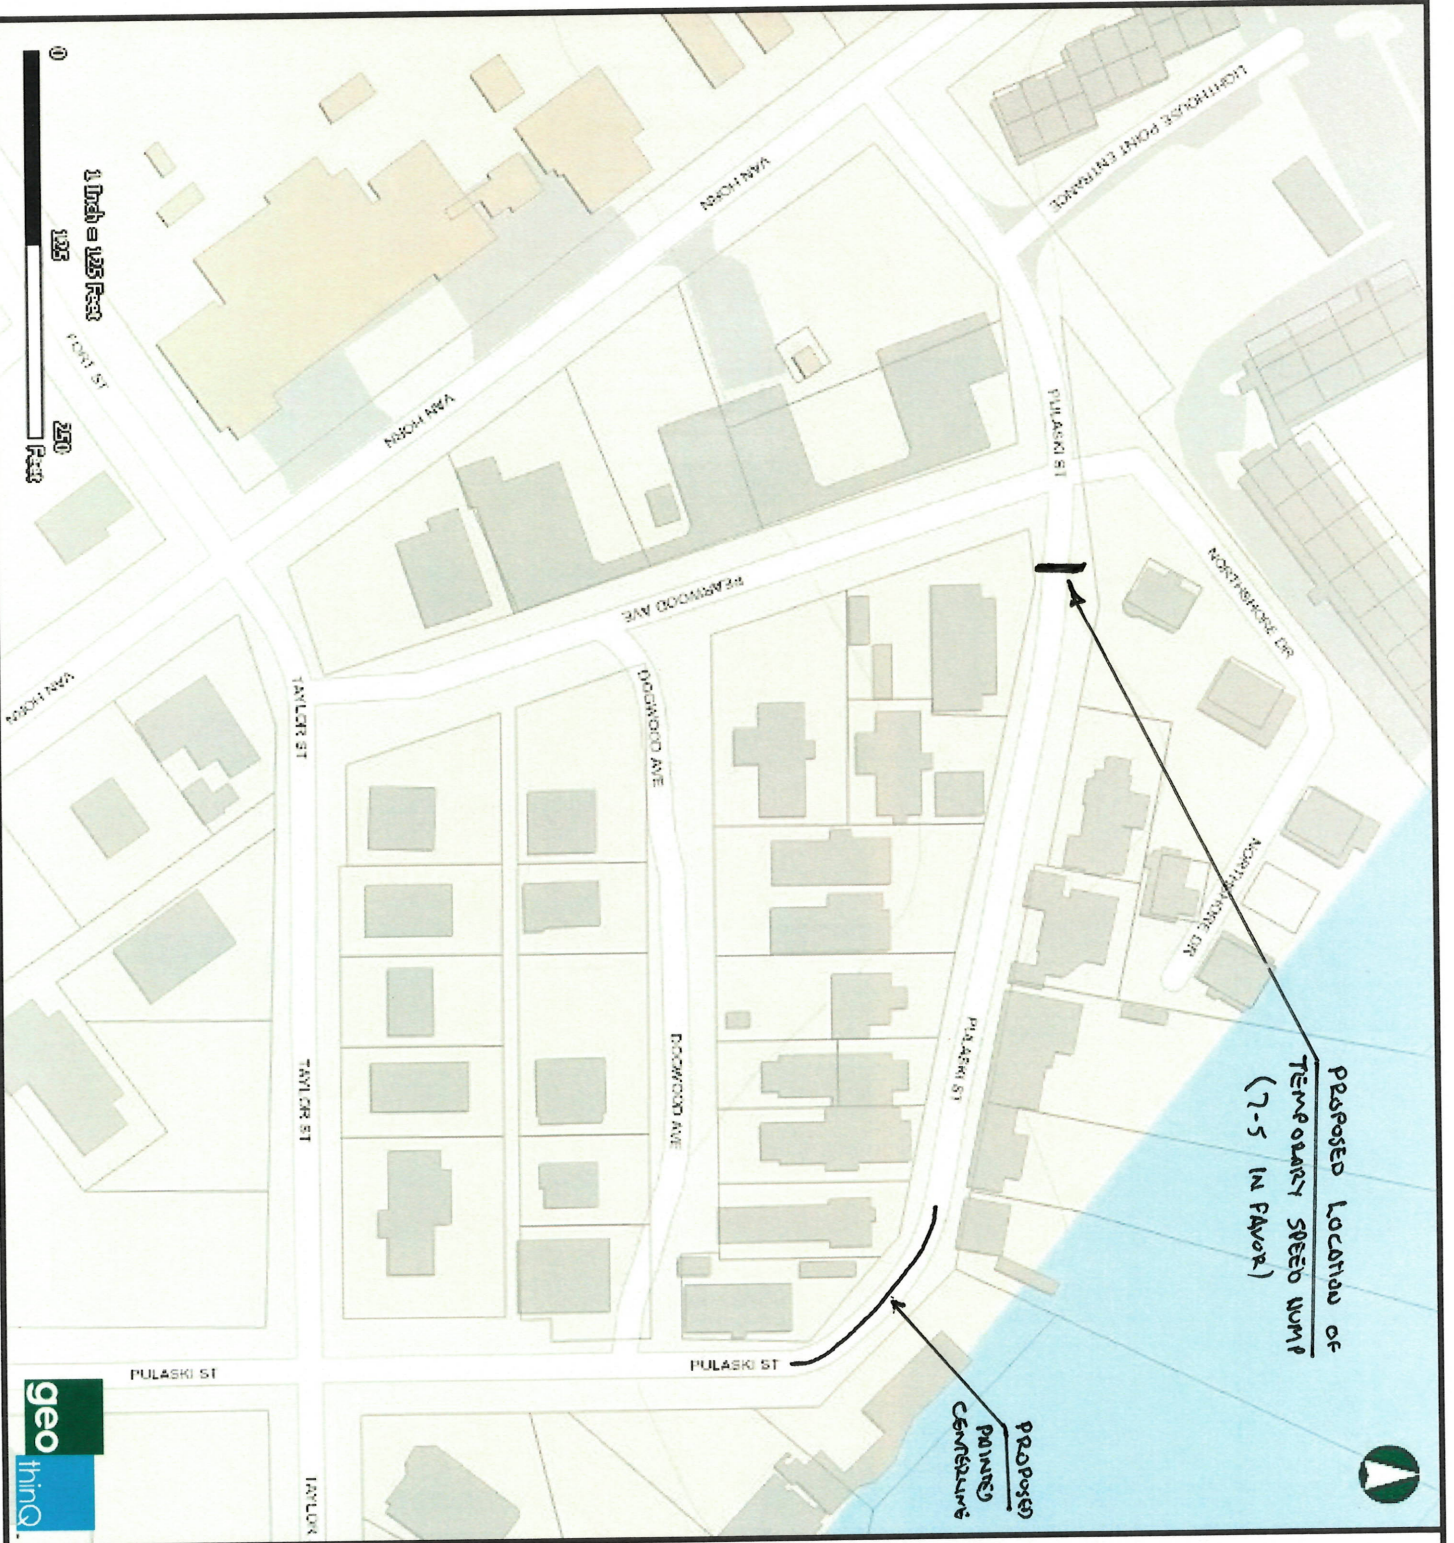 LIGHTHOUSE POINT ENTRANCE
VAN HORN
PULASKI ST
NORTHSHORE DR
VAN HORN
PEARWOOD AVE
FORT ST
DOGWOOD AVE
TAYLOR ST
VAN HORN
NORTHSHORE DR
PULASKI ST
DOGWOOD AVE
TAYLOR ST
PULASKI ST
PULASKI ST
TAYLOR
PROPOSED LOCATION OF
TEMPORARY SPEED HUMP
(7-5 IN FAVOR)
PROPOSED
PAINTED
CENTERLINE
0 125 250 Feet
1 Inch = 125 Feet
geo
thinQ